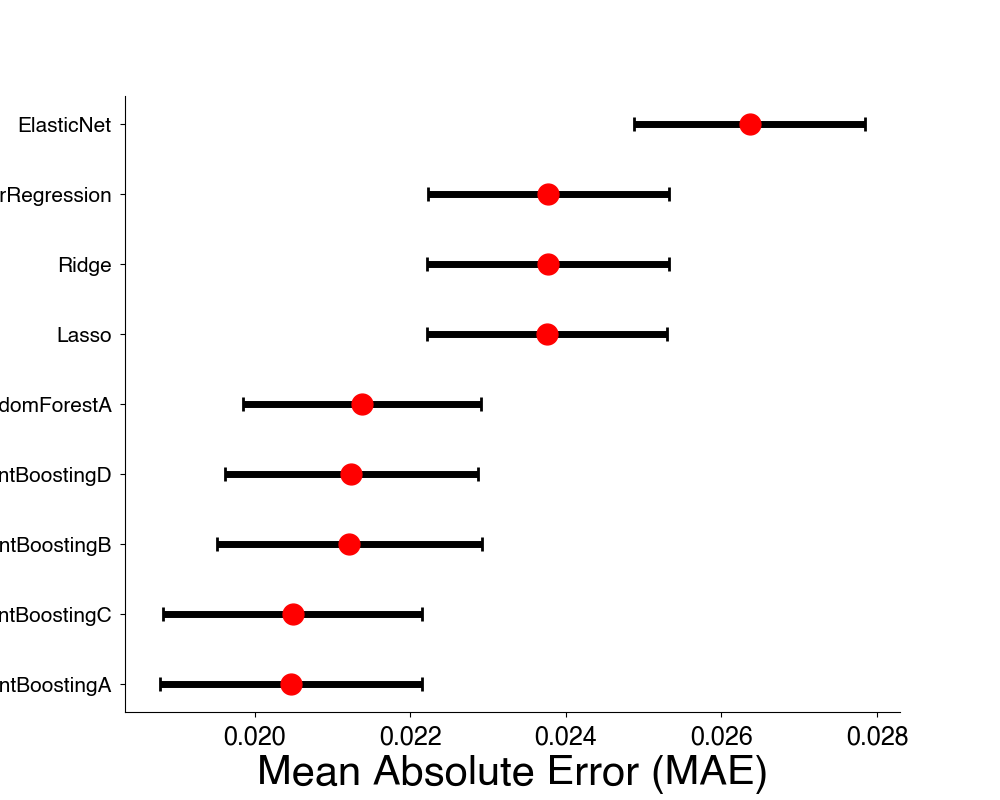 ElasticNet
rRegression
Ridge
Lasso
domForestA
ntBoostingD
ntBoostingB
ntBoostingC
ntBoostingA
0.020 0.022 0.024 0.026 0.028
Mean Absolute Error (MAE)